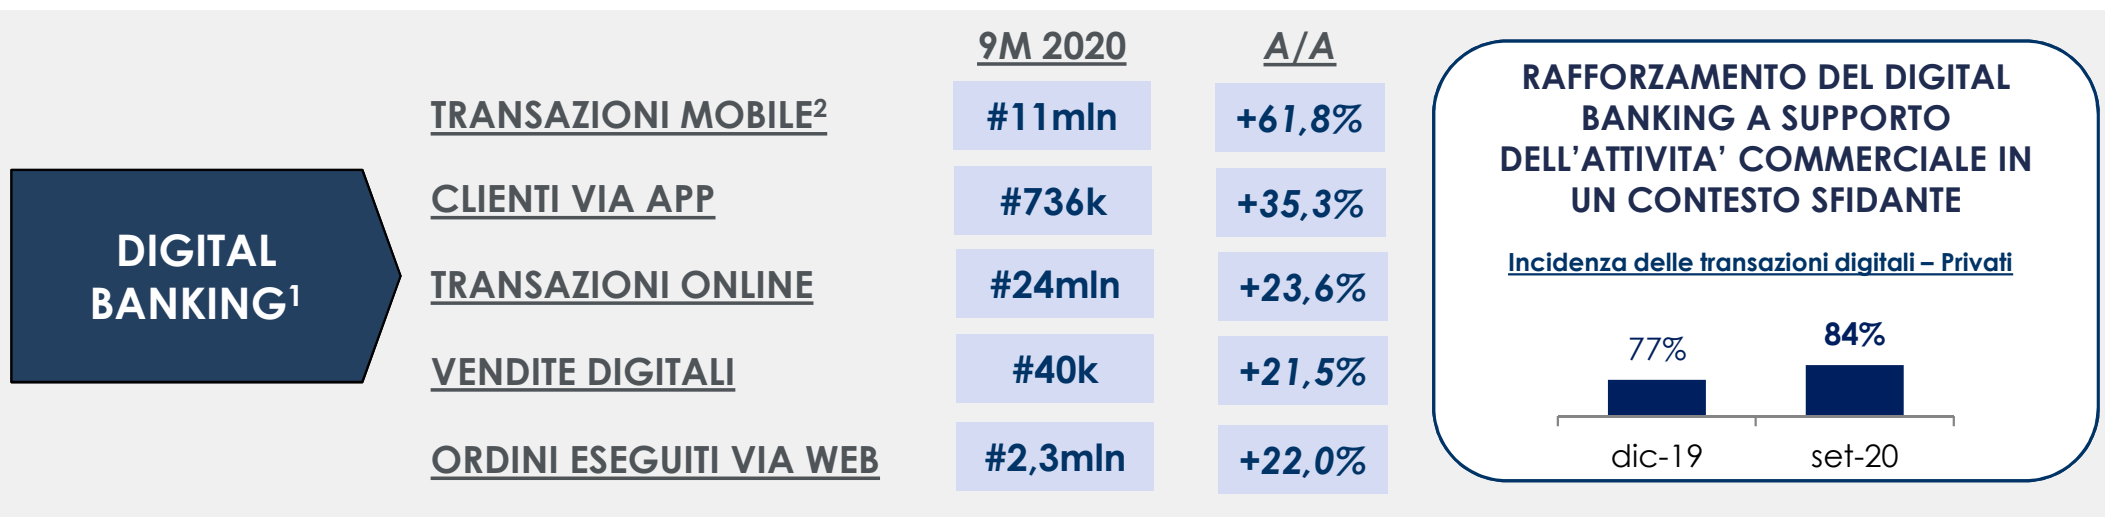 9M 2020 A/A
DIGITAL
BANKING¹
TRANSAZIONI MOBILE² #11mln +61,8%
CLIENTI VIA APP #736k +35,3%
TRANSAZIONI ONLINE #24mln +23,6%
VENDITE DIGITALI #40k +21,5%
ORDINI ESEGUITI VIA WEB #2,3mln +22,0%
RAFFORZAMENTO DEL DIGITAL
BANKING A SUPPORTO
DELL’ATTIVITA’ COMMERCIALE IN
UN CONTESTO SFIDANTE
Incidenza delle transazioni digitali – Privati
77% 84%
dic-19 set-20